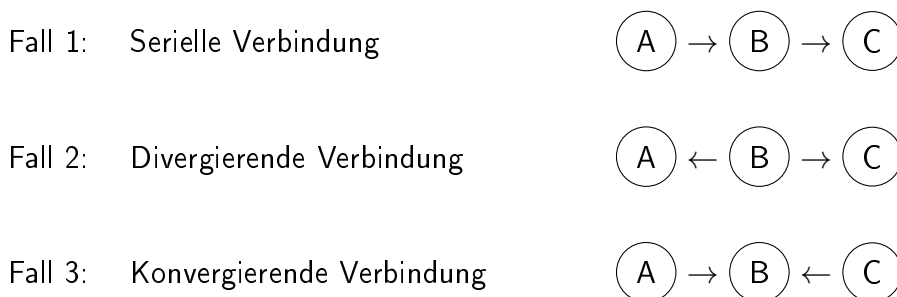 Fall 1: Serielle Verbindung A → B → C
Fall 2: Divergierende Verbindung A ← B → C
Fall 3: Konvergierende Verbindung A → B ← C